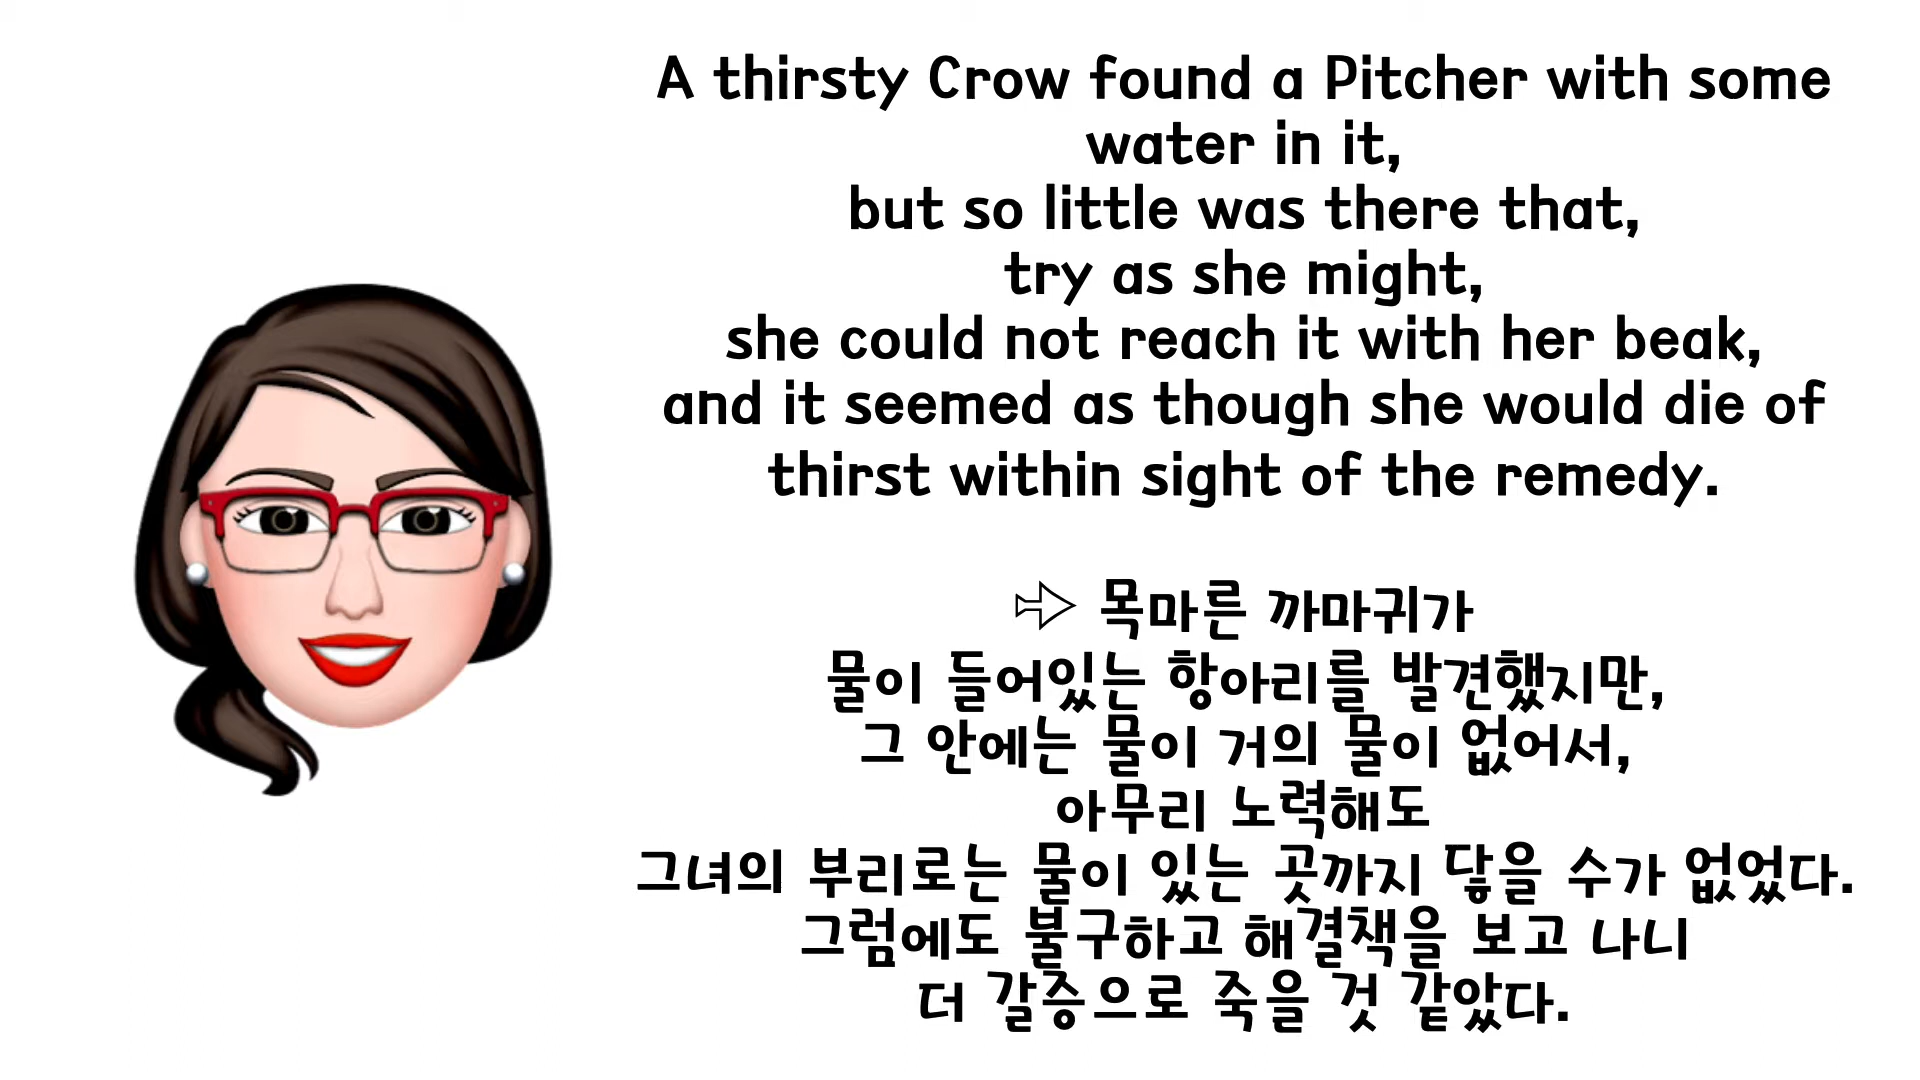 A thirsty Crow found a Pitcher with some
water in it,
but so little was there that,
try as she might,
she could not reach it with her beak,
and it seemed as though she would die of
thirst within sight of the remedy.
➩ 목마른 까마귀가
물이 들어있는 항아리를 발견했지만,
그 안에는 물이 거의 물이 없어서,
아무리 노력해도
그녀의 부리로는 물이 있는 곳까지 닿을 수가 없었다.
그럼에도 불구하고 해결책을 보고 나니
더 갈증으로 죽을 것 같았다.